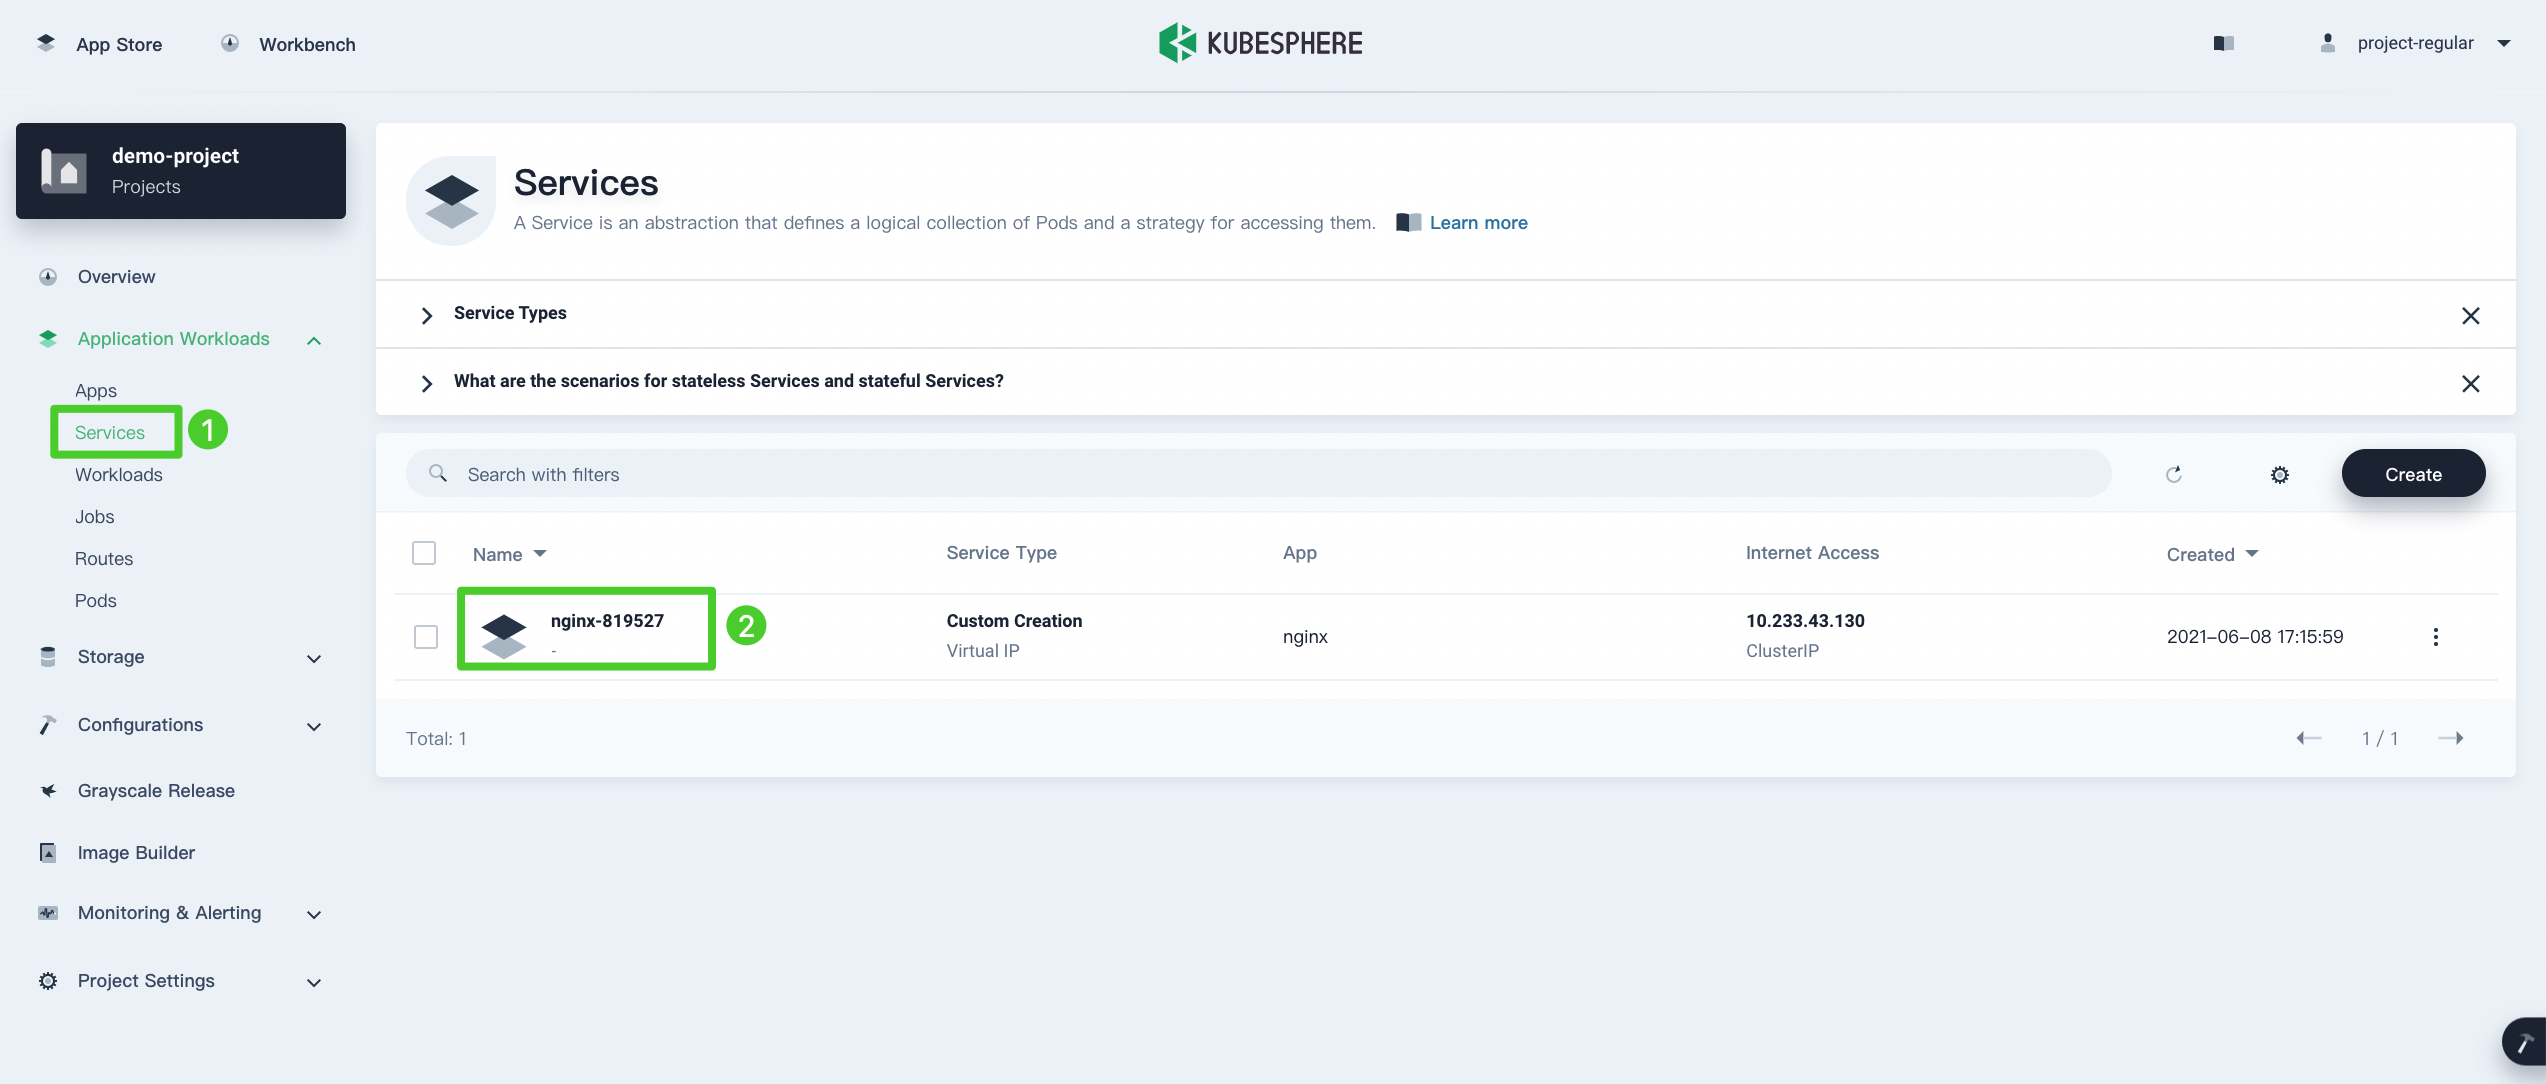 App Store
Workbench
KUBESPHERE
project-regular
demo-project
Projects
Overview
Application Workloads
Apps
Services
1
Workloads
Jobs
Routes
Pods
Storage
Configurations
Grayscale Release
Image Builder
Monitoring & Alerting
Project Settings
Services
A Service is an abstraction that defines a logical collection of Pods and a strategy for accessing them. Learn more
Service Types
What are the scenarios for stateless Services and stateful Services?
Search with filters
Create
Name Service Type App Internet Access Created
nginx-819527 2 Custom Creation 10.233.43.130
nginx 2021-06-08 17:15:59
- Virtual IP ClusterIP
Total: 1
1 / 1